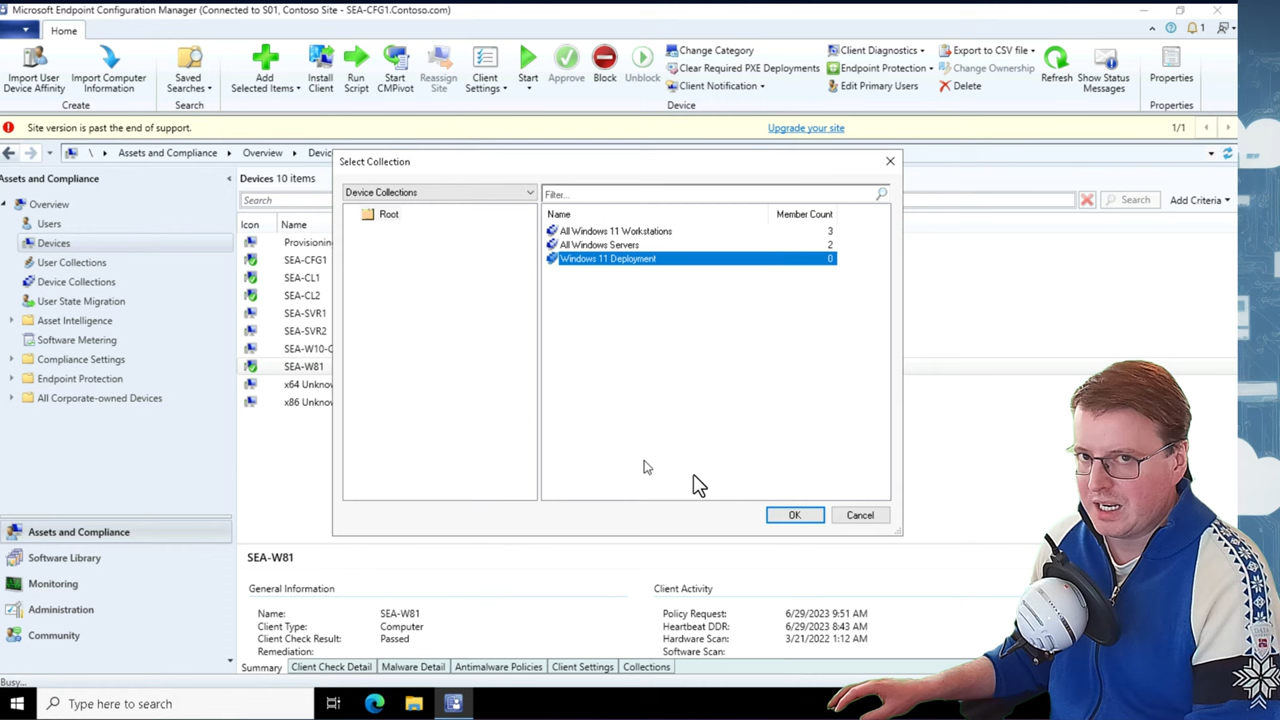 Microsoft Endpoint Configuration Manager (Connected to S01, Contoso Site - SEA-CFG1.Contoso.com)
Home
1
Import User Device Affinity
Import Computer Information
Create
Saved Searches
Search
Add Selected Items
Install Client
Run Script
Start CMPivot
Reassign Site
Client Settings
Start
Approve
Block
Unblock
Change Category
Clear Required PXE Deployments
Client Notification
Device
Client Diagnostics
Endpoint Protection
Edit Primary Users
Export to CSV file
Change Ownership
Delete
Refresh
Show Status Messages
Properties
Properties
Site version is past the end of support.
Upgrade your site
1/1
\ Assets and Compliance Overview
Assets and Compliance
Overview
Users
Devices
User Collections
Device Collections
User State Migration
Asset Intelligence
Software Metering
Compliance Settings
Endpoint Protection
All Corporate-owned Devices
Assets and Compliance
Software Library
Monitoring
Administration
Community
Devices 10 items
Search
Search
Add Criteria
Icon Name
SEA-CFG1
SEA-CL1
SEA-CL2
SEA-SVR1
SEA-SVR2
SEA-W81
Select Collection
Device Collections
Filter...
Root
Name Member Count
All Windows 11 Workstations 3
All Windows Servers 2
Windows 11 Deployment 0
OK
Cancel
SEA-W81
General Information
Name: SEA-W81
Client Type: Computer
Client Check Result: Passed
Remediation:
Client Activity
Policy Request: 6/29/2023 9:51 AM
Heartbeat DDR: 6/29/2023 8:43 AM
Hardware Scan: 3/21/2022 1:12 AM
Software Scan:
Summary Client Check Detail Malware Detail Antimalware Policies Client Settings Collections
Busy...
Type here to search